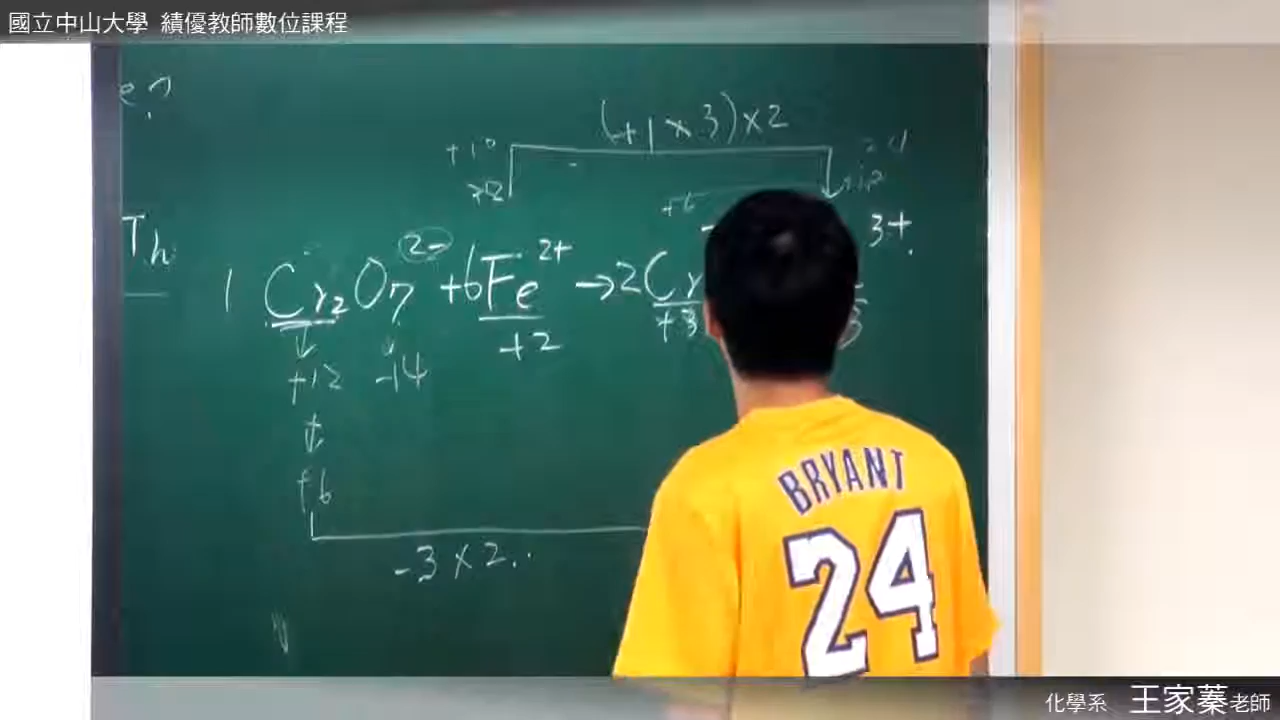 國立中山大學 績優教師數位課程
e?
(+1×3)×2
+10
+6
3+
Th
1 Cr2O7 2- +6Fe 2+ →2Cr
+3
+2
+12 -14
+6
-3×2
BRYANT
24
化學系 王家蓁老師